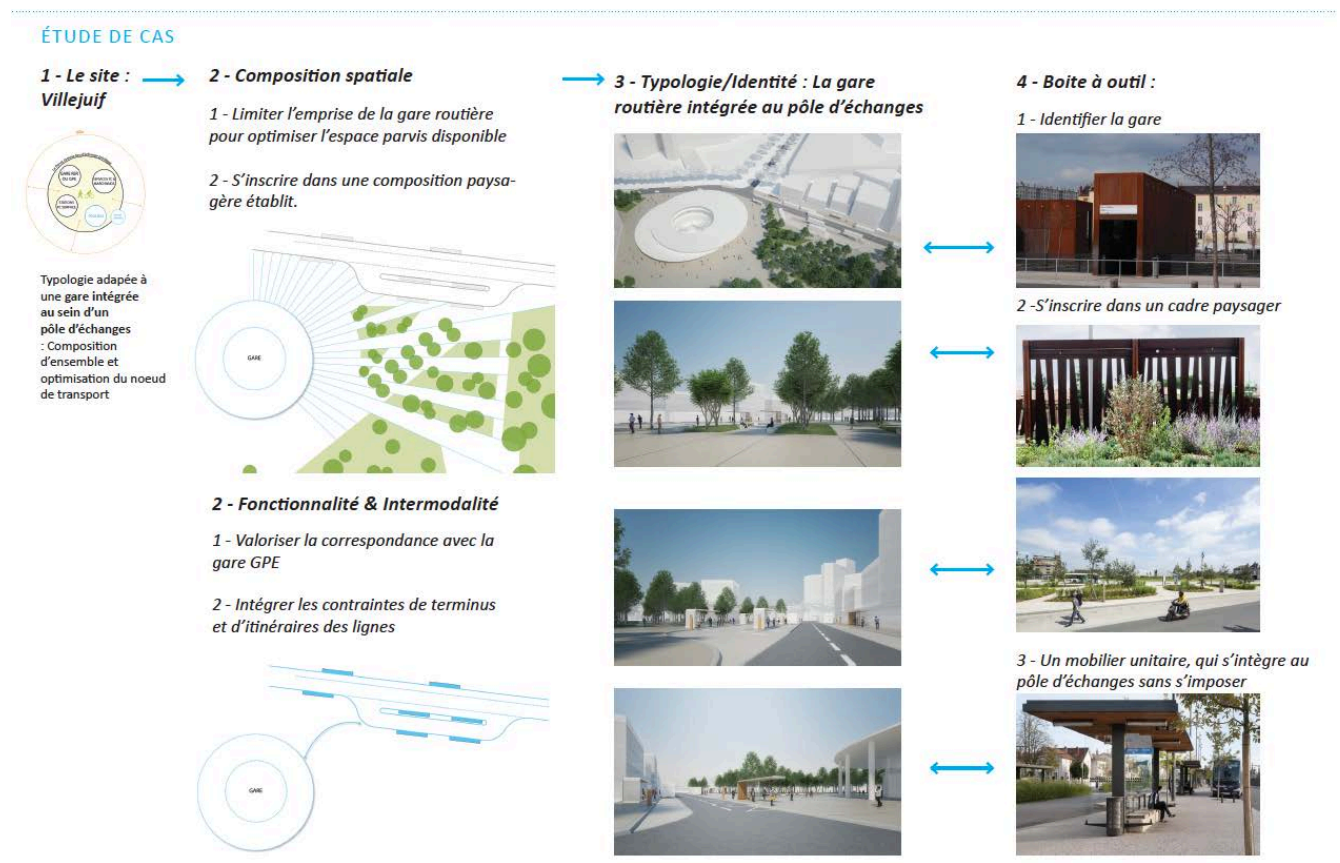 ÉTUDE DE CAS
1 - Le site :
Villejuif
GARE GPE
Typologie adapée à
une gare intégrée
au sein d'un
pôle d'échanges
: Composition
d'ensemble et
optimisation du noeud
de transport
2 - Composition spatiale
1 - Limiter l'emprise de la gare routière
pour optimiser l'espace parvis disponible
2 - S'inscrire dans une composition paysa-
gère établit.
GARE
2 - Fonctionnalité & Intermodalité
1 - Valoriser la correspondance avec la
gare GPE
2 - Intégrer les contraintes de terminus
et d'itinéraires des lignes
GARE
3 - Typologie/Identité : La gare
routière intégrée au pôle d'échanges
4 - Boite à outil :
1 - Identifier la gare
2 -S'inscrire dans un cadre paysager
3 - Un mobilier unitaire, qui s'intègre au
pôle d'échanges sans s'imposer